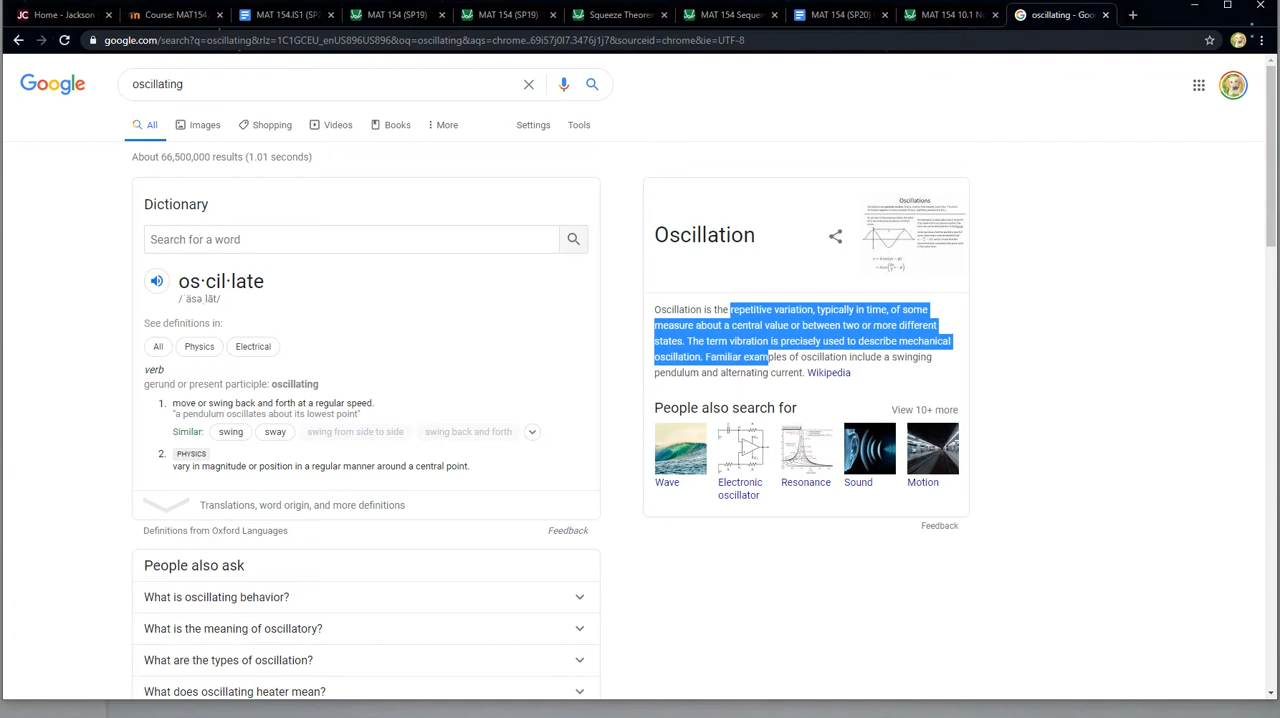 Home - Jackson
Course: MAT154
MAT154.IS1 (SP2
MAT 154 (SP19)
MAT 154 (SP19)
Squeeze Theorem
MAT 154 Sequen
MAT 154 (SP20)
MAT 154 10.1 No
oscillating - Goo
google.com/search?q=oscillating&rlz=1C1GCEU_enUS896US896&oq=oscillating&aqs=chrome..69i57j0l7.3476j1j7&sourceid=chrome&ie=UTF-8
Google
oscillating
All
Images
Shopping
Videos
Books
More
Settings
Tools
About 66,500,000 results (1.01 seconds)
Dictionary
Search for a word
os·cil·late
/ˈäsəˌlāt/
See definitions in:
All
Physics
Electrical
verb
gerund or present participle: oscillating
1. move or swing back and forth at a regular speed.
"a pendulum oscillates about its lowest point"
Similar:
swing
sway
swing from side to side
swing back and forth
2. PHYSICS
vary in magnitude or position in a regular manner around a central point.
Translations, word origin, and more definitions
Definitions from Oxford Languages
Feedback
People also ask
What is oscillating behavior?
What is the meaning of oscillatory?
What are the types of oscillation?
What does oscillating heater mean?
Oscillation
Oscillations
Oscillation is the repetitive variation, typically in time, of some
measure about a central value or between two or more different
states. The term vibration is precisely used to describe mechanical
oscillation. Familiar examples of oscillation include a swinging
pendulum and alternating current. Wikipedia
People also search for
View 10+ more
Wave
Electronic
oscillator
Resonance
Sound
Motion
Feedback